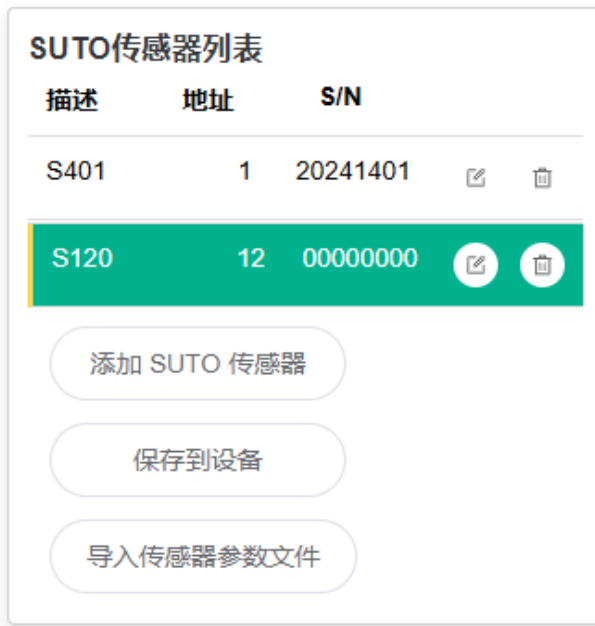 SUTO传感器列表
描述 地址 S/N
S401 1 20241401
S120 12 00000000
添加 SUTO 传感器
保存到设备
导入传感器参数文件